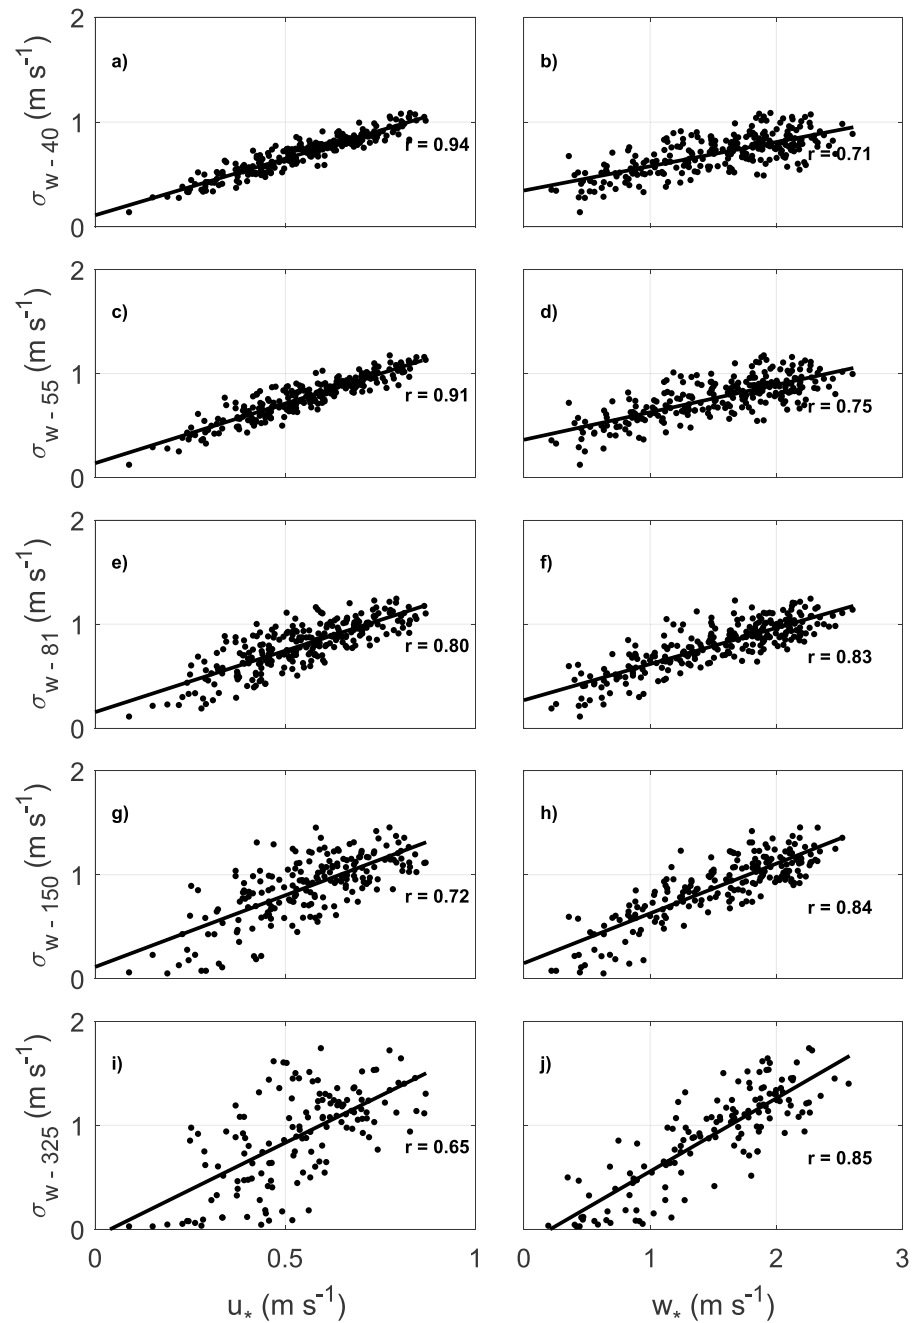 2
a)
b)
σw - 40 (m s-1)
1
r = 0.94
r = 0.71
0
2
c)
d)
σw - 55 (m s-1)
1
r = 0.91
r = 0.75
0
2
e)
f)
σw - 81 (m s-1)
1
r = 0.80
r = 0.83
0
2
g)
h)
σw - 150 (m s-1)
1
r = 0.72
r = 0.84
0
2
i)
j)
σw - 325 (m s-1)
1
r = 0.65
r = 0.85
0
0 0.5 1 0 1 2 3
u* (m s-1) w* (m s-1)